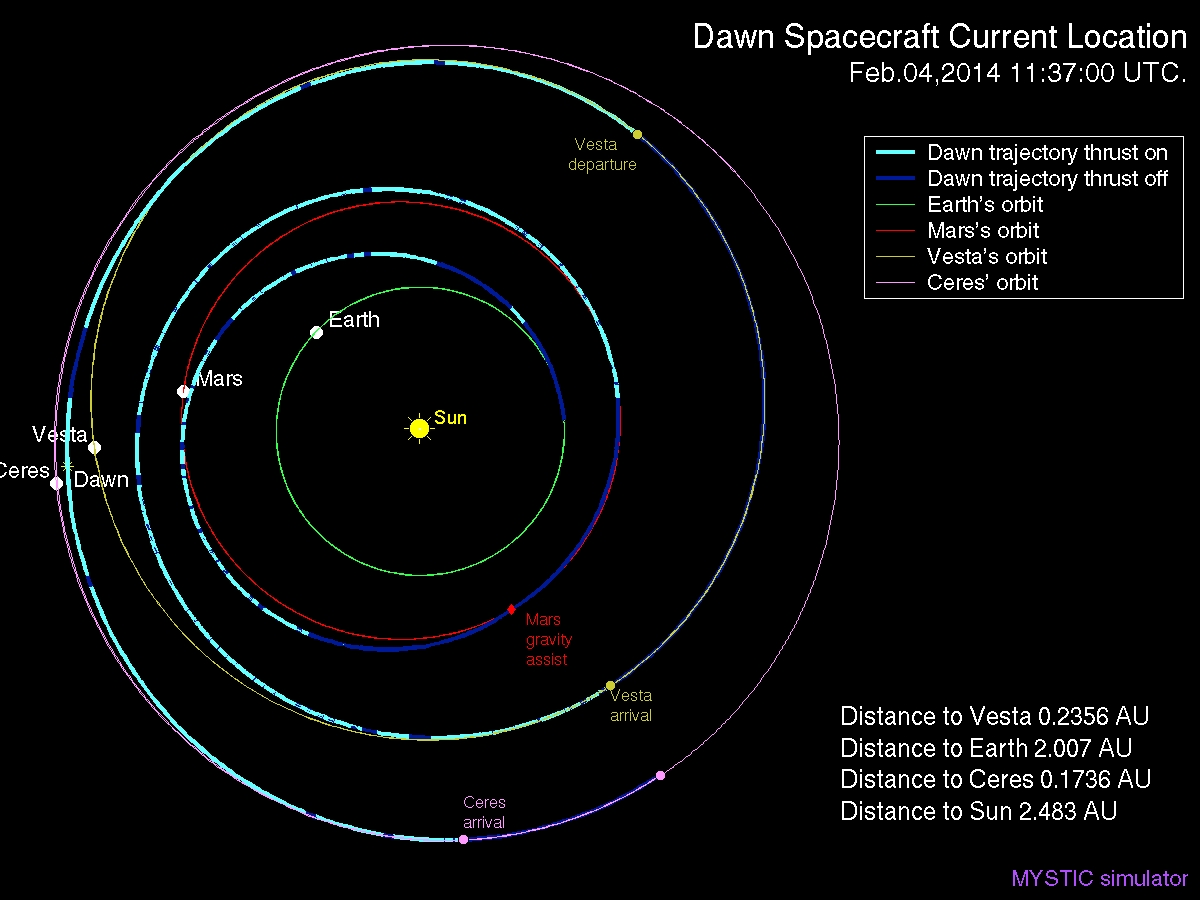 Dawn Spacecraft Current Location
Feb.04,2014 11:37:00 UTC.
Dawn trajectory thrust on
Dawn trajectory thrust off
Earth's orbit
Mars's orbit
Vesta's orbit
Ceres' orbit
Vesta
departure
Earth
Mars
Sun
Vesta
Ceres
Dawn
Mars
gravity
assist
Vesta
arrival
Ceres
arrival
Distance to Vesta 0.2356 AU
Distance to Earth 2.007 AU
Distance to Ceres 0.1736 AU
Distance to Sun 2.483 AU
MYSTIC simulator